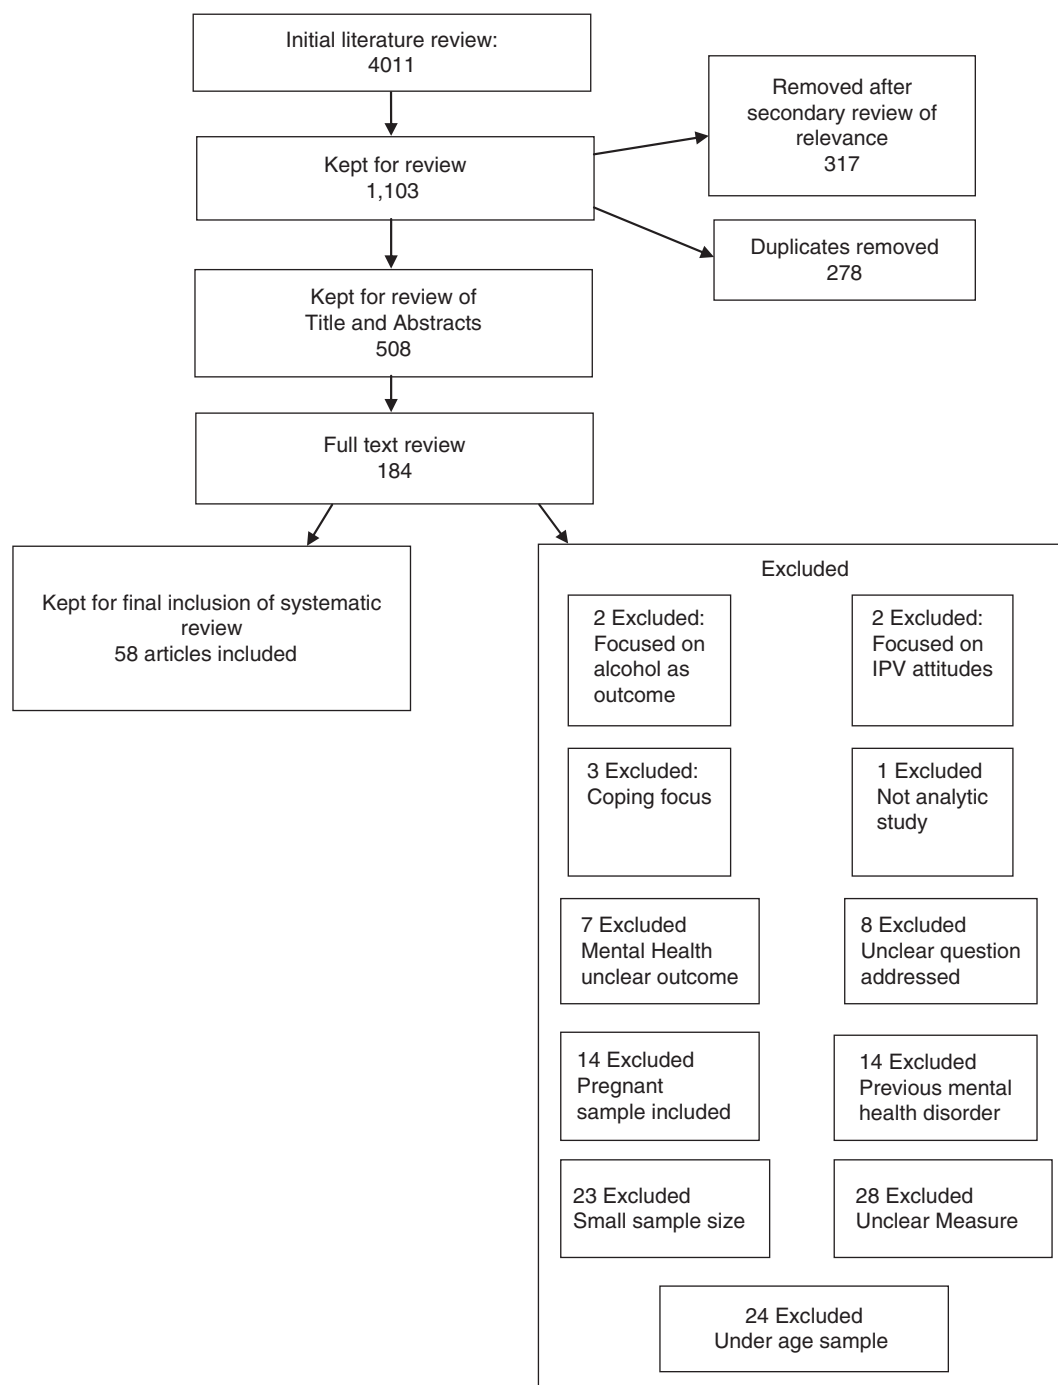 Initial literature review:
4011
Removed after
secondary review of
relevance
317
Kept for review
1,103
Duplicates removed
278
Kept for review of
Title and Abstracts
508
Full text review
184
Kept for final inclusion of systematic
review
58 articles included
Excluded
2 Excluded:
Focused on
alcohol as
outcome
2 Excluded:
Focused on
IPV attitudes
3 Excluded:
Coping focus
1 Excluded
Not analytic
study
7 Excluded
Mental Health
unclear outcome
8 Excluded
Unclear question
addressed
14 Excluded
Pregnant
sample included
14 Excluded
Previous mental
health disorder
23 Excluded
Small sample size
28 Excluded
Unclear Measure
24 Excluded
Under age sample